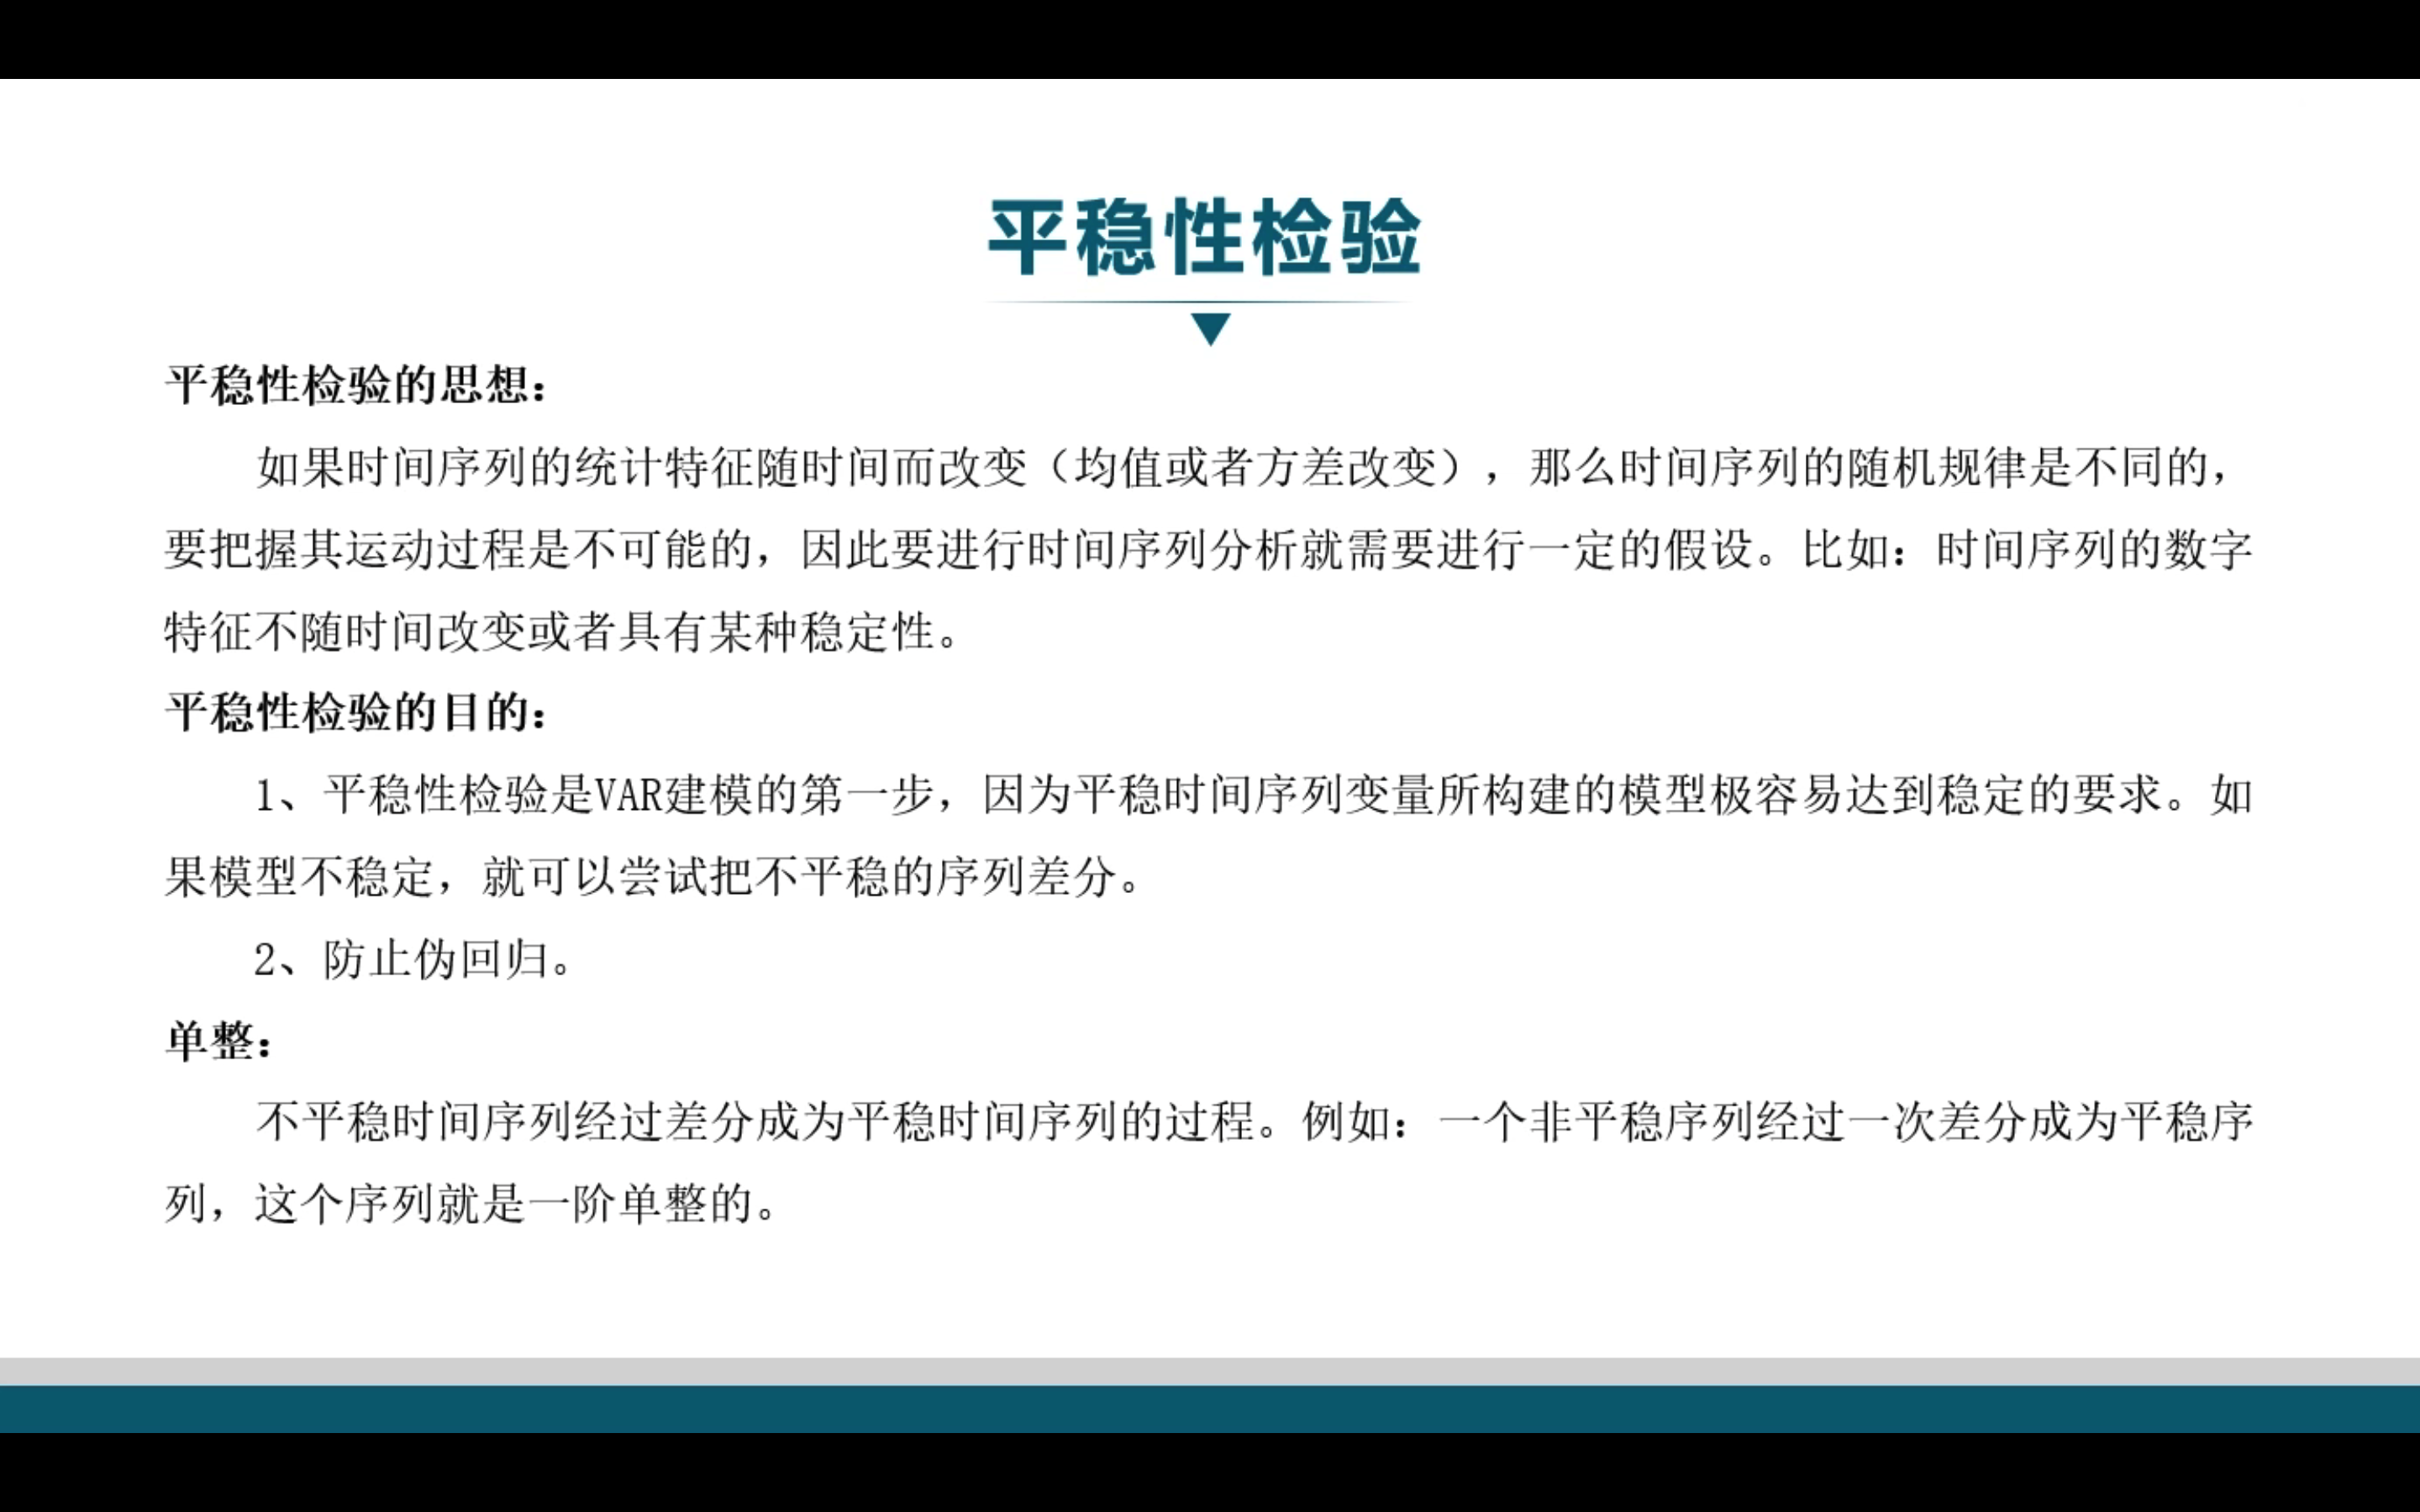 平稳性检验
平稳性检验的思想：
如果时间序列的统计特征随时间而改变（均值或者方差改变），那么时间序列的随机规律是不同的，
要把握其运动过程是不可能的，因此要进行时间序列分析就需要进行一定的假设。比如：时间序列的数字
特征不随时间改变或者具有某种稳定性。
平稳性检验的目的：
1、平稳性检验是VAR建模的第一步，因为平稳时间序列变量所构建的模型极容易达到稳定的要求。如
果模型不稳定，就可以尝试把不平稳的序列差分。
2、防止伪回归。
单整：
不平稳时间序列经过差分成为平稳时间序列的过程。例如：一个非平稳序列经过一次差分成为平稳序
列，这个序列就是一阶单整的。